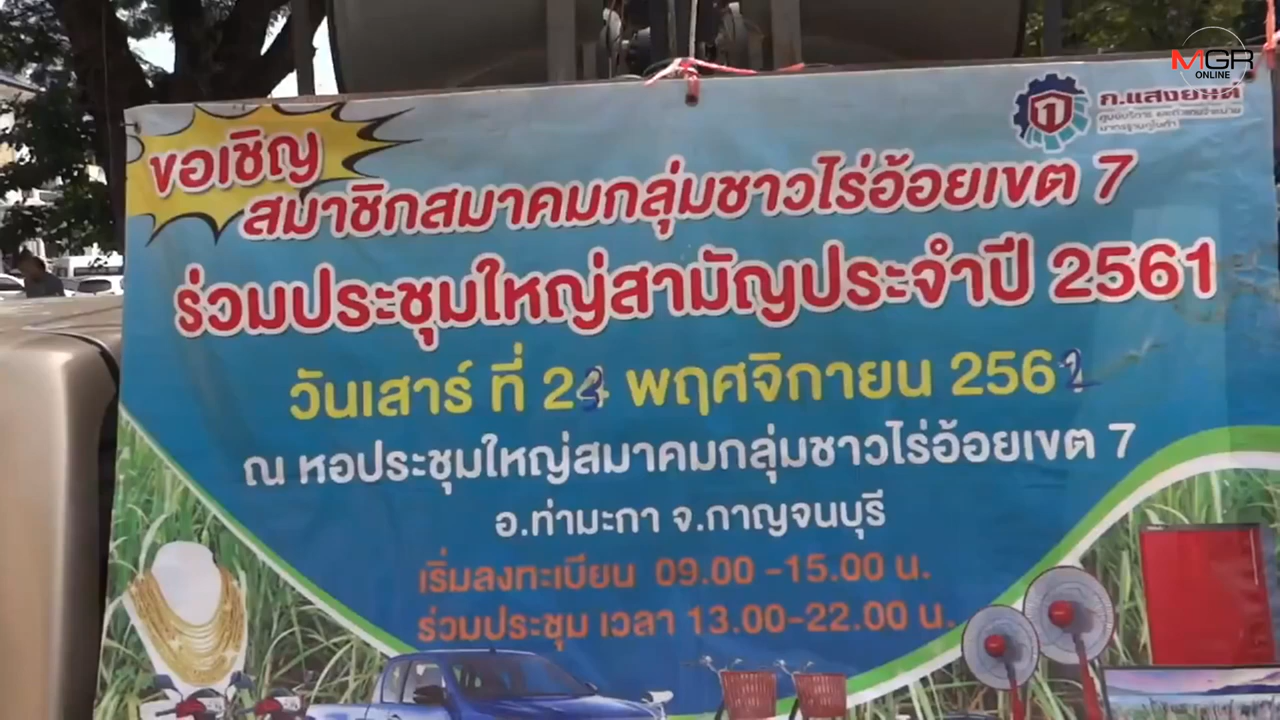 MGR
ONLINE
ก
ก.แสงยนต์
ขอเชิญ
สมาชิกสมาคมกลุ่มชาวไร่อ้อยเขต 7
ร่วมประชุมใหญ่สามัญประจำปี 2561
วันเสาร์ ที่ 23 พฤศจิกายน 2562
ณ หอประชุมใหญ่สมาคมกลุ่มชาวไร่อ้อยเขต 7
อ.ท่ามะกา จ.กาญจนบุรี
เริ่มลงทะเบียน 09.00 -15.00 น.
ร่วมประชุม เวลา 13.00-22.00 น.